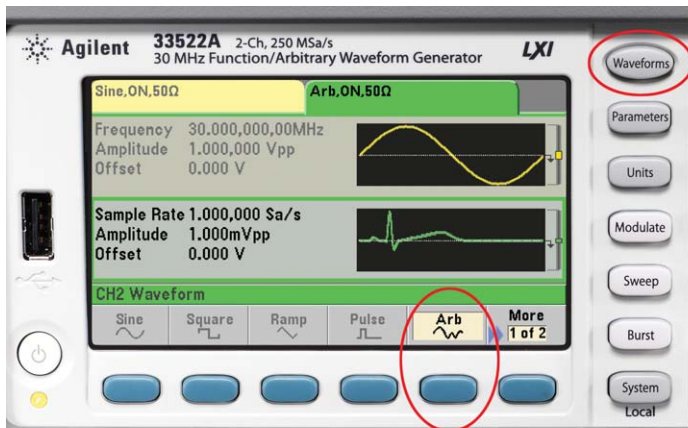 Agilent 33522A 2-Ch, 250 MSa/s
30 MHz Function/Arbitrary Waveform Generator
LXI
Waveforms
Sine,ON,50Ω
Arb,ON,50Ω
Frequency 30.000,000,00MHz
Amplitude 1.000,0 Vpp
Offset 0.000 V
Sample Rate 1.000,000 Sa/s
Amplitude 1.000mVpp
Offset 0.000 V
CH2 Waveform
Sine
Square
Ramp
Pulse
Arb
More
1 of 2
Parameters
Units
Modulate
Sweep
Burst
System
Local